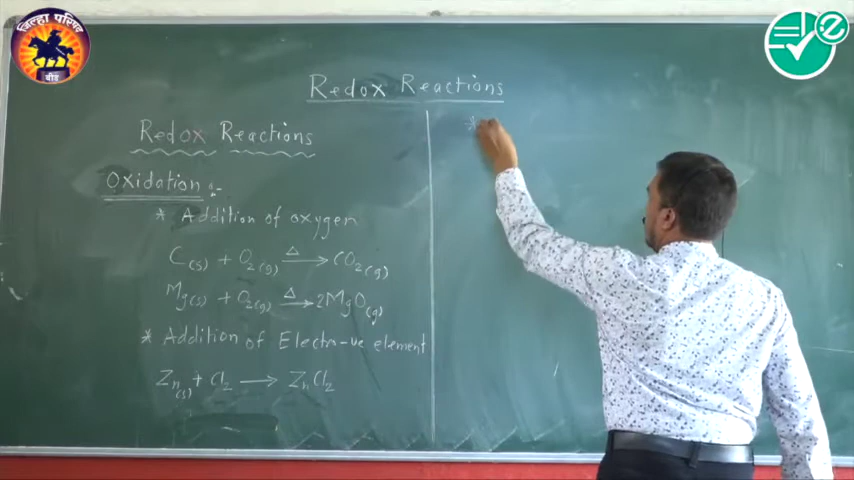 जिल्हा परिषद
बीड
e
Redox Reactions
Redox Reactions
Oxidation :-
* Addition of oxygen
C(s) + O2(g) △→ CO2(g)
Mg(s) + O2(g) △→ 2MgO(g)
* Addition of Electro-ve element
Zn(s) + Cl2 → ZnCl2
*